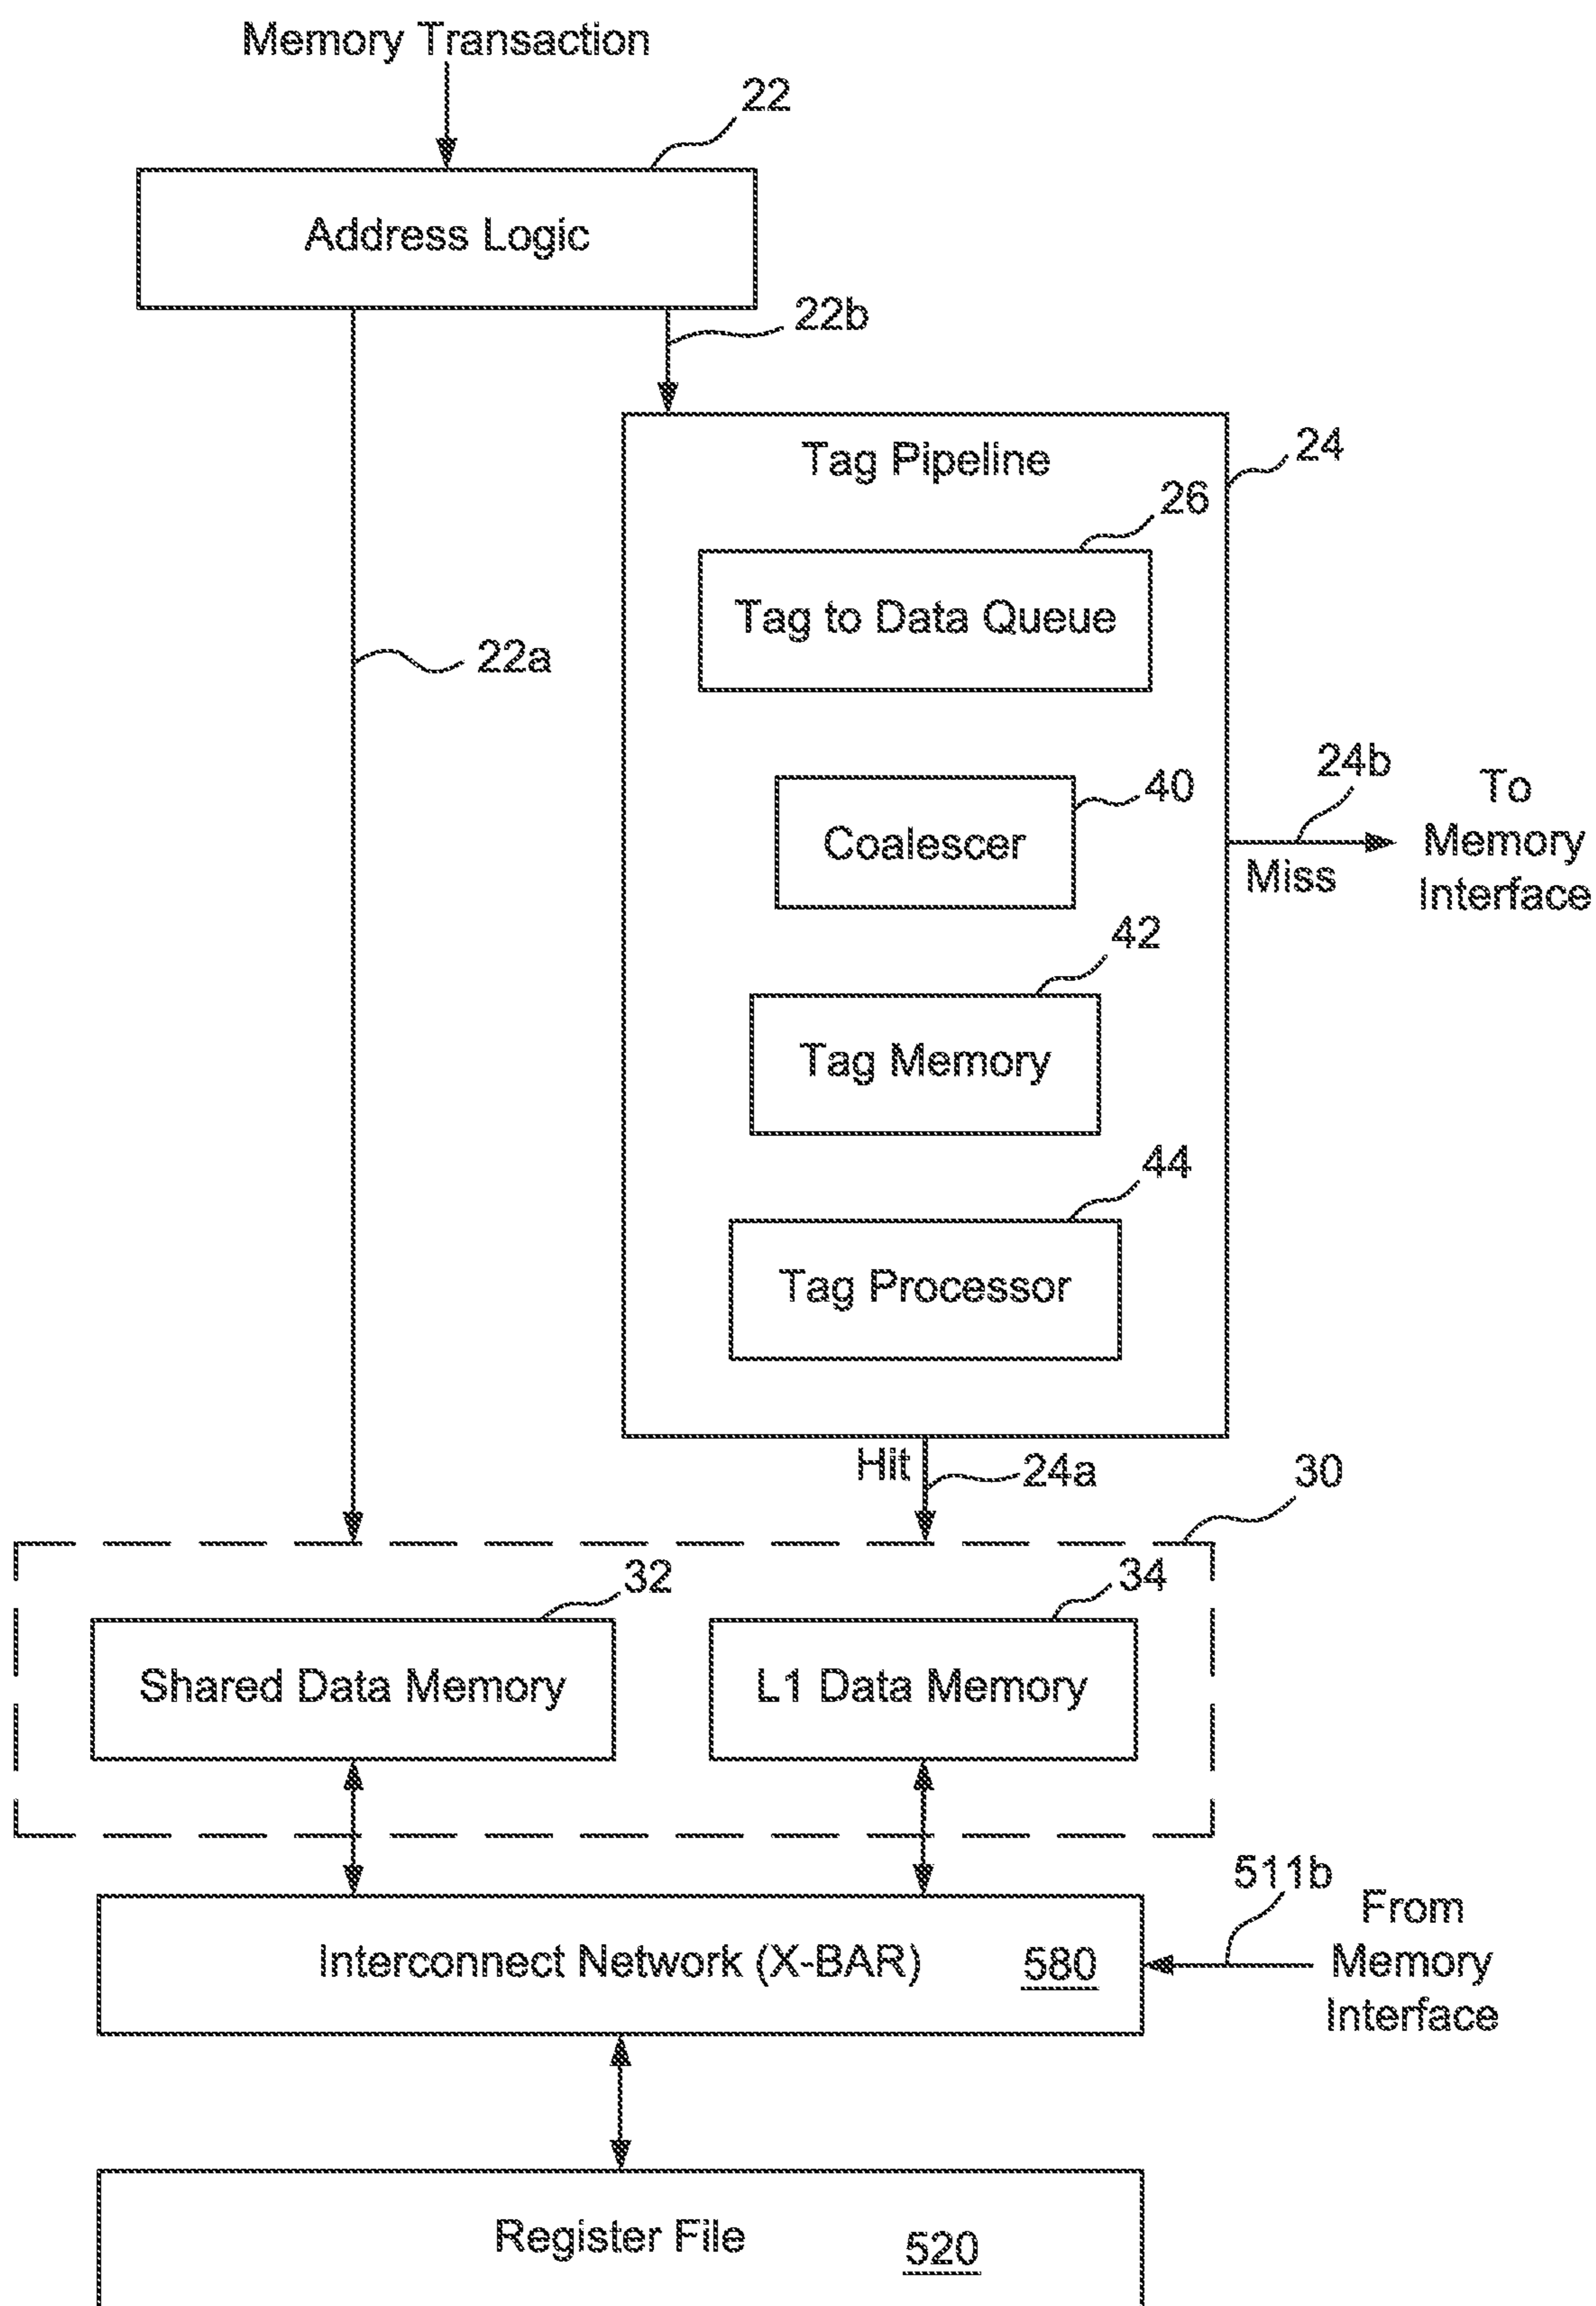 Memory Transaction
22
Address Logic
22b
Tag Pipeline
24
26
Tag to Data Queue
22a
24b
To
Memory
Interface
40
Coalescer
Miss
42
Tag Memory
44
Tag Processor
Hit
24a
30
32
34
Shared Data Memory
L1 Data Memory
511b
From
Memory
Interface
Interconnect Network (X-BAR) 580
Register File 520